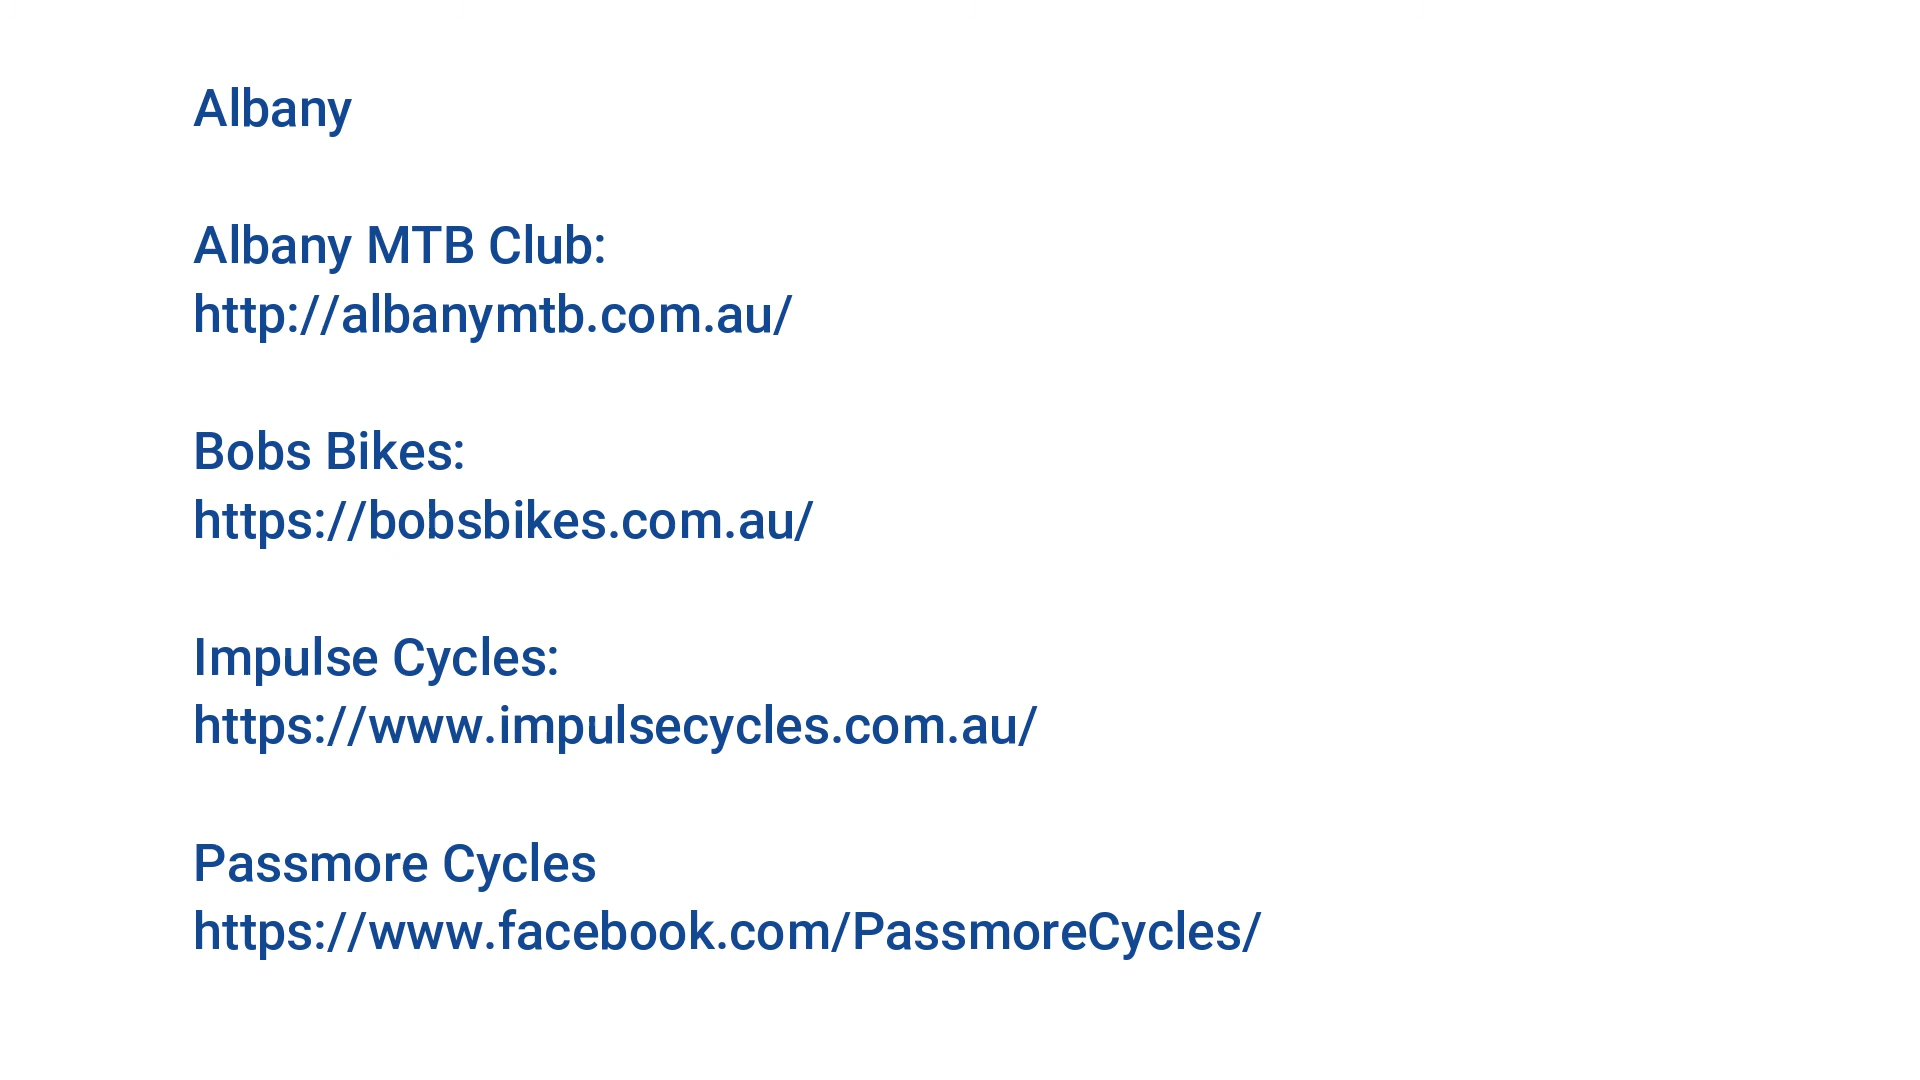 Albany
Albany MTB Club:
http://albanymtb.com.au/
Bobs Bikes:
https://bobsbikes.com.au/
Impulse Cycles:
https://www.impulsecycles.com.au/
Passmore Cycles
https://www.facebook.com/PassmoreCycles/